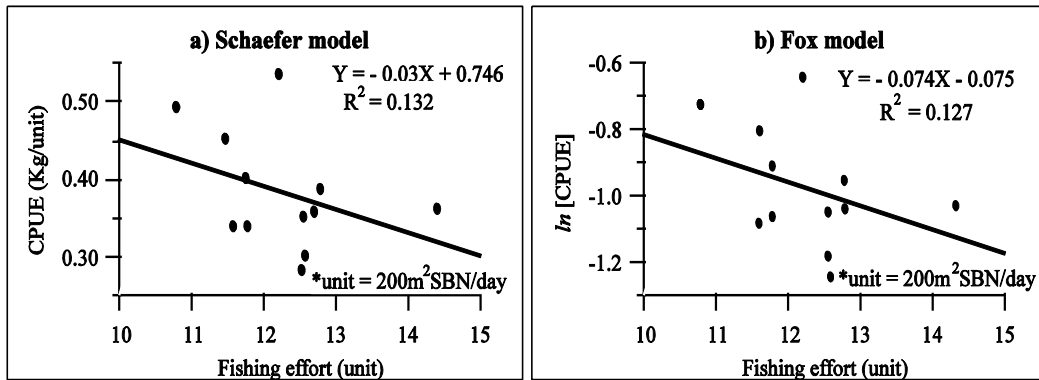 a) Schaefer model
Y = - 0.03X + 0.746
R² = 0.132
CPUE (Kg/unit)
0.50
0.40
0.30
*unit = 200m²SBN/day
10 11 12 13 14 15
Fishing effort (unit)
b) Fox model
Y = - 0.074X - 0.075
R² = 0.127
ln [CPUE]
-0.6
-0.8
-1.0
-1.2
*unit = 200m²SBN/day
10 11 12 13 14 15
Fishing effort (unit)